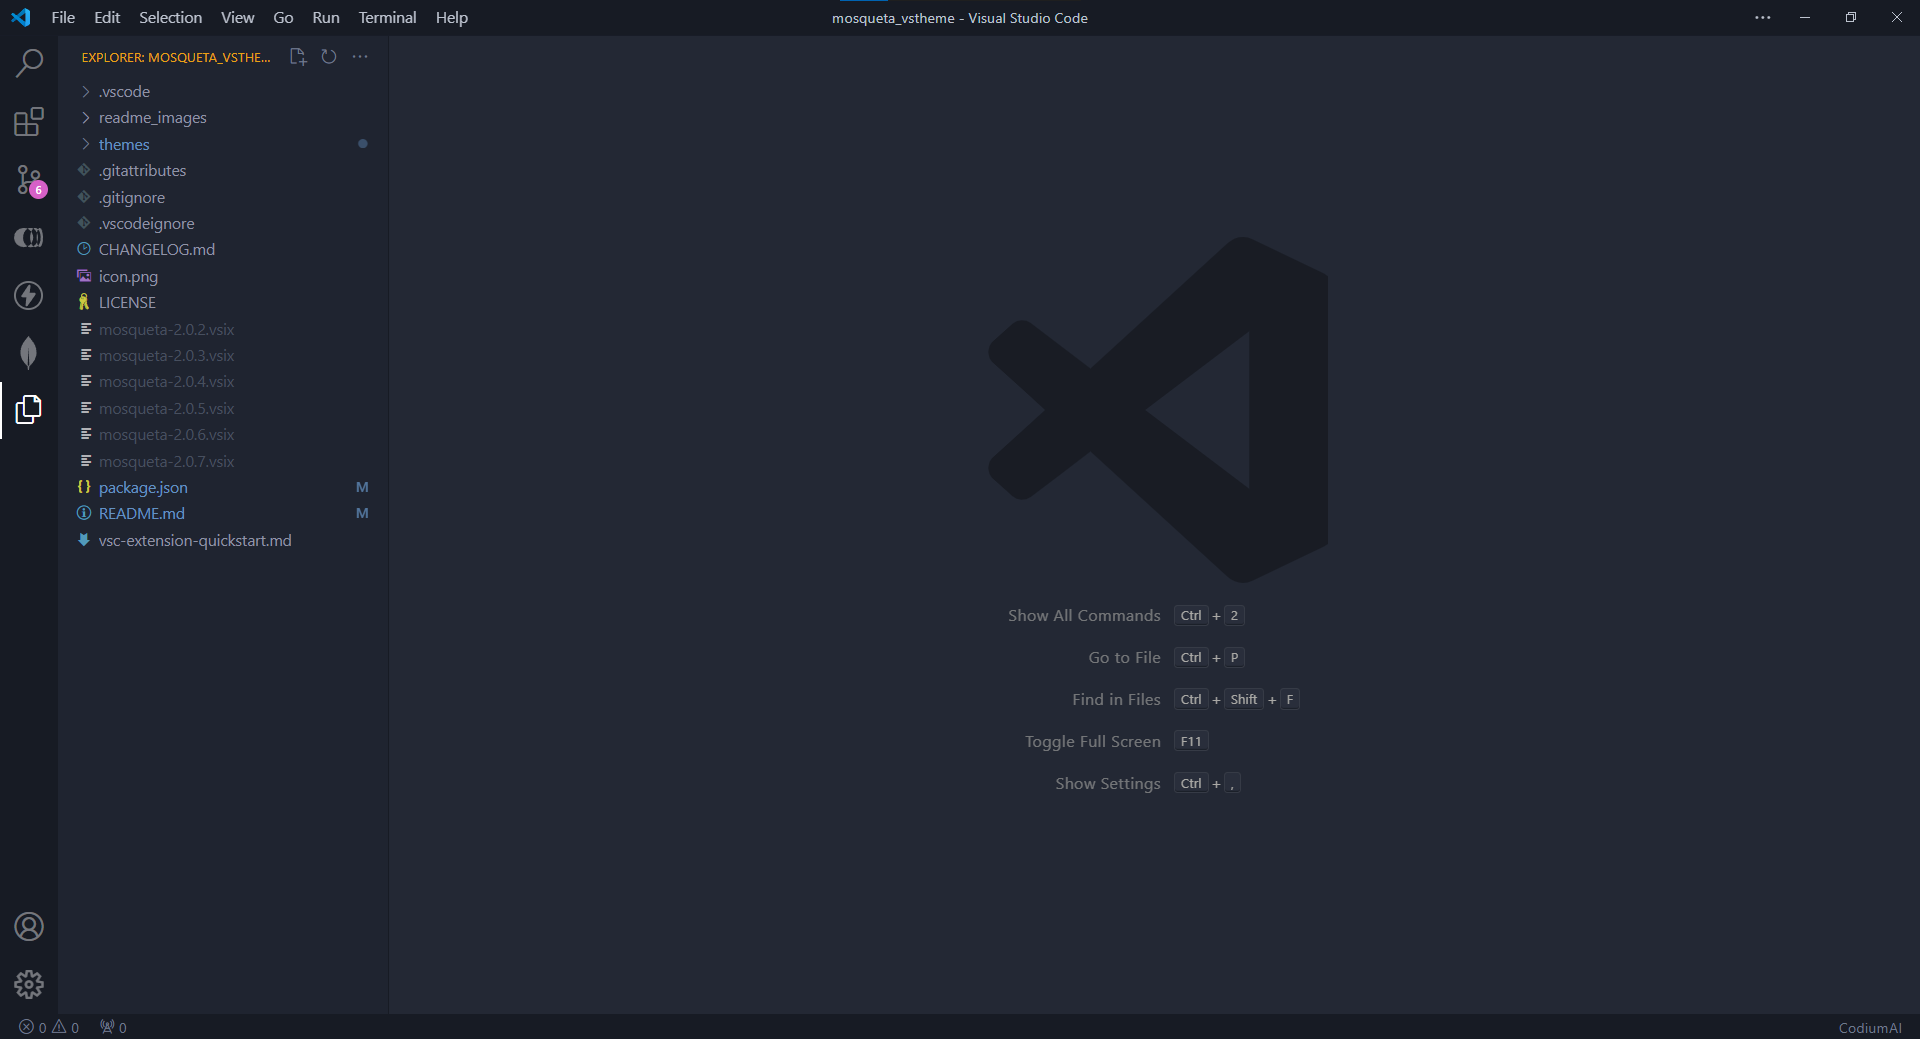 File Edit Selection View Go Run Terminal Help
mosqueta_vstheme - Visual Studio Code
EXPLORER: MOSQUETA_VSTHE...
.vscode
readme_images
themes
.gitattributes
.gitignore
.vscodeignore
CHANGELOG.md
icon.png
LICENSE
mosqueta-2.0.2.vsix
mosqueta-2.0.3.vsix
mosqueta-2.0.4.vsix
mosqueta-2.0.5.vsix
mosqueta-2.0.6.vsix
mosqueta-2.0.7.vsix
package.json M
README.md M
vsc-extension-quickstart.md
6
Show All Commands Ctrl + 2
Go to File Ctrl + P
Find in Files Ctrl + Shift + F
Toggle Full Screen F11
Show Settings Ctrl + ,
0 0 0
CodiumAI